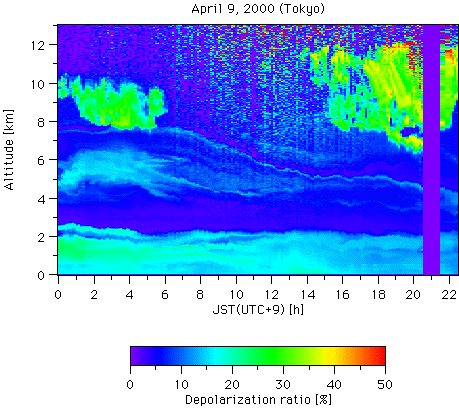 April 9, 2000 (Tokyo)
12
10
8
6
4
2
0
Altitude [km]
0 2 4 6 8 10 12 14 16 18 20 22
JST(UTC+9) [h]
0 10 20 30 40 50
Depolarization ratio [%]